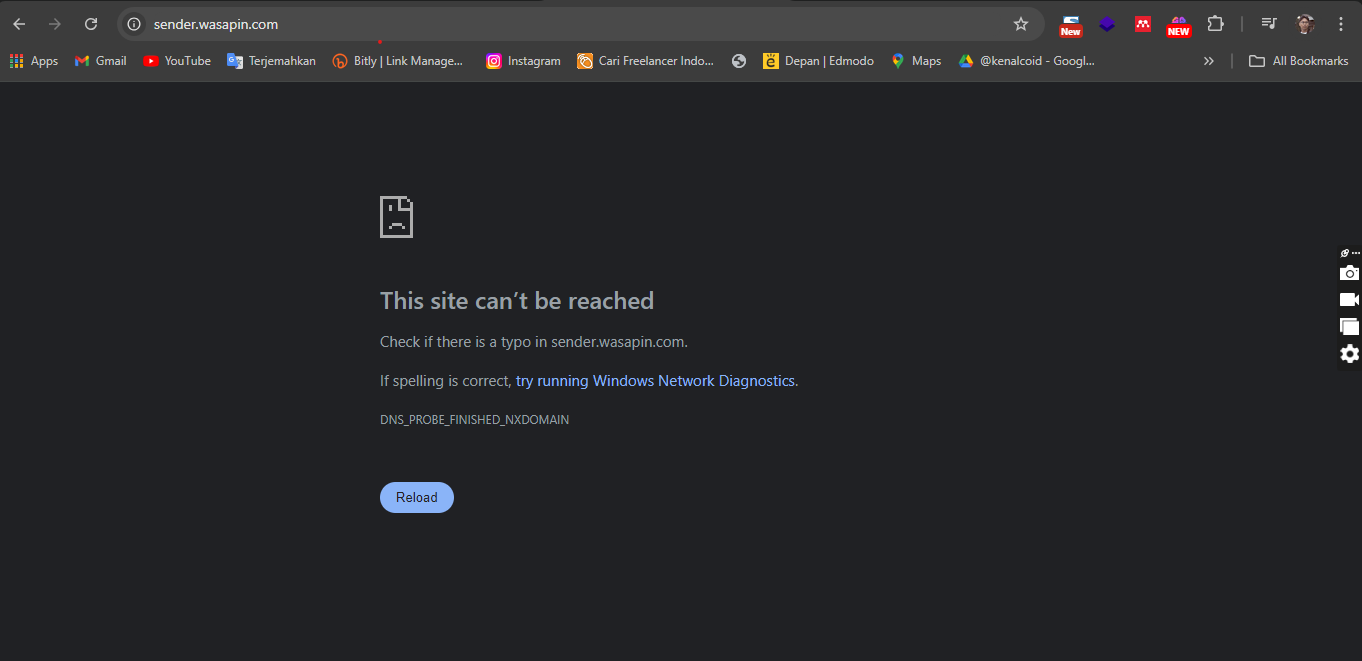 sender.wasapin.com
New
NEW
Apps
Gmail
YouTube
Terjemahkan
Bitly | Link Manage...
Instagram
Cari Freelancer Indo...
Depan | Edmodo
Maps
@kenalcoid - Googl...
All Bookmarks
This site can’t be reached
Check if there is a typo in sender.wasapin.com.
If spelling is correct, try running Windows Network Diagnostics.
DNS_PROBE_FINISHED_NXDOMAIN
Reload